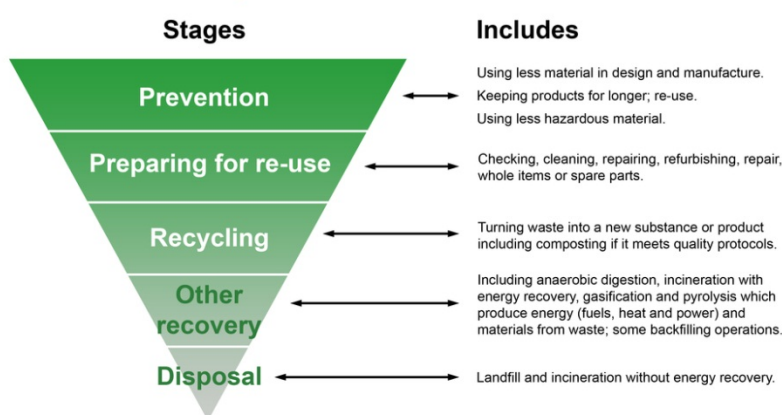 Stages
Includes
Prevention
Using less material in design and manufacture.
Keeping products for longer; re-use.
Using less hazardous material.
Preparing for re-use
Checking, cleaning, repairing, refurbishing, repair,
whole items or spare parts.
Recycling
Turning waste into a new substance or product
including composting if it meets quality protocols.
Other
recovery
Including anaerobic digestion, incineration with
energy recovery, gasification and pyrolysis which
produce energy (fuels, heat and power) and
materials from waste; some backfilling operations.
Disposal
Landfill and incineration without energy recovery.